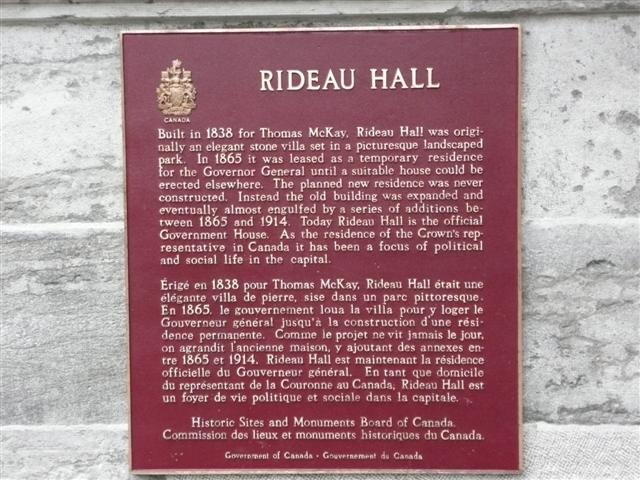 RIDEAU HALL
CANADA
Built in 1838 for Thomas McKay, Rideau Hall was origi-
nally an elegant stone villa set in a picturesque landscaped
park. In 1865 it was leased as a temporary residence
for the Governor General until a suitable house could be
erected elsewhere. The planned new residence was never
constructed. Instead the old building was expanded and
eventually almost engulfed by a series of additions be-
tween 1865 and 1914. Today Rideau Hall is the official
Government House. As the residence of the Crown's rep-
resentative in Canada it has been a focus of political
and social life in the capital.
Érigé en 1838 pour Thomas McKay, Rideau Hall était une
élégante villa de pierre, sise dans un parc pittoresque.
En 1865, le gouvernement loua la villa pour y loger le
Gouverneur général jusqu'à la construction d'une rési-
dence permanente. Comme le projet ne vit jamais le jour,
on agrandit l'ancienne maison, y ajoutant des annexes en-
tre 1865 et 1914. Rideau Hall est maintenant la résidence
officielle du Gouverneur général. En tant que domicile
du représentant de la Couronne au Canada, Rideau Hall est
un foyer de vie politique et sociale dans la capitale.
Historic Sites and Monuments Board of Canada.
Commission des lieux et monuments historiques du Canada.
Government of Canada · Gouvernement du Canada